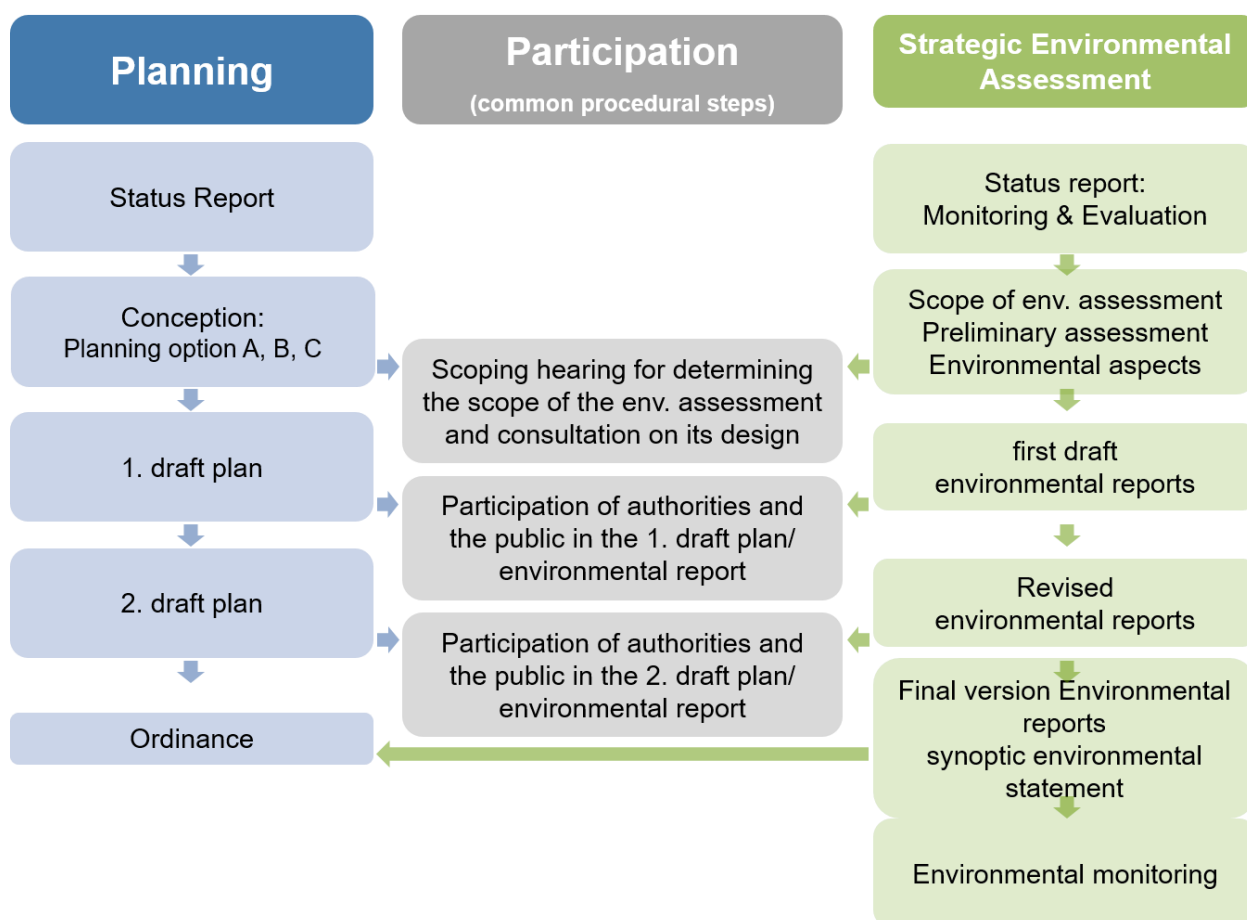 Planning
Participation
(common procedural steps)
Strategic Environmental
Assessment
Status Report
Conception:
Planning option A, B, C
1. draft plan
2. draft plan
Ordinance
Scoping hearing for determining
the scope of the env. assessment
and consultation on its design
Participation of authorities and
the public in the 1. draft plan/
environmental report
Participation of authorities and
the public in the 2. draft plan/
environmental report
Status report:
Monitoring & Evaluation
Scope of env. assessment
Preliminary assessment
Environmental aspects
first draft
environmental reports
Revised
environmental reports
Final version Environmental
reports
synoptic environmental
statement
Environmental monitoring